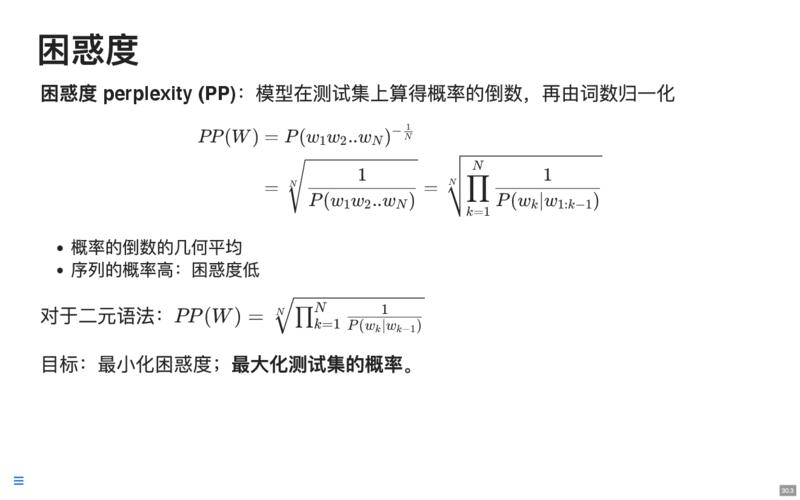 困惑度
困惑度 perplexity (PP)：模型在测试集上算得概率的倒数，再由词数归一化
PP(W) = P(w₁w₂..w_N)^{-\frac{1}{N}}
= \sqrt[N]{\frac{1}{P(w₁w₂..w_N)}} = \sqrt[N]{\prod_{k=1}^{N} \frac{1}{P(w_k|w_{1:k-1})}}
• 概率的倒数的几何平均
• 序列的概率高：困惑度低
对于二元语法：PP(W) = \sqrt[N]{\prod_{k=1}^{N} \frac{1}{P(w_k|w_{k-1})}}
目标：最小化困惑度；最大化测试集的概率。
30.3